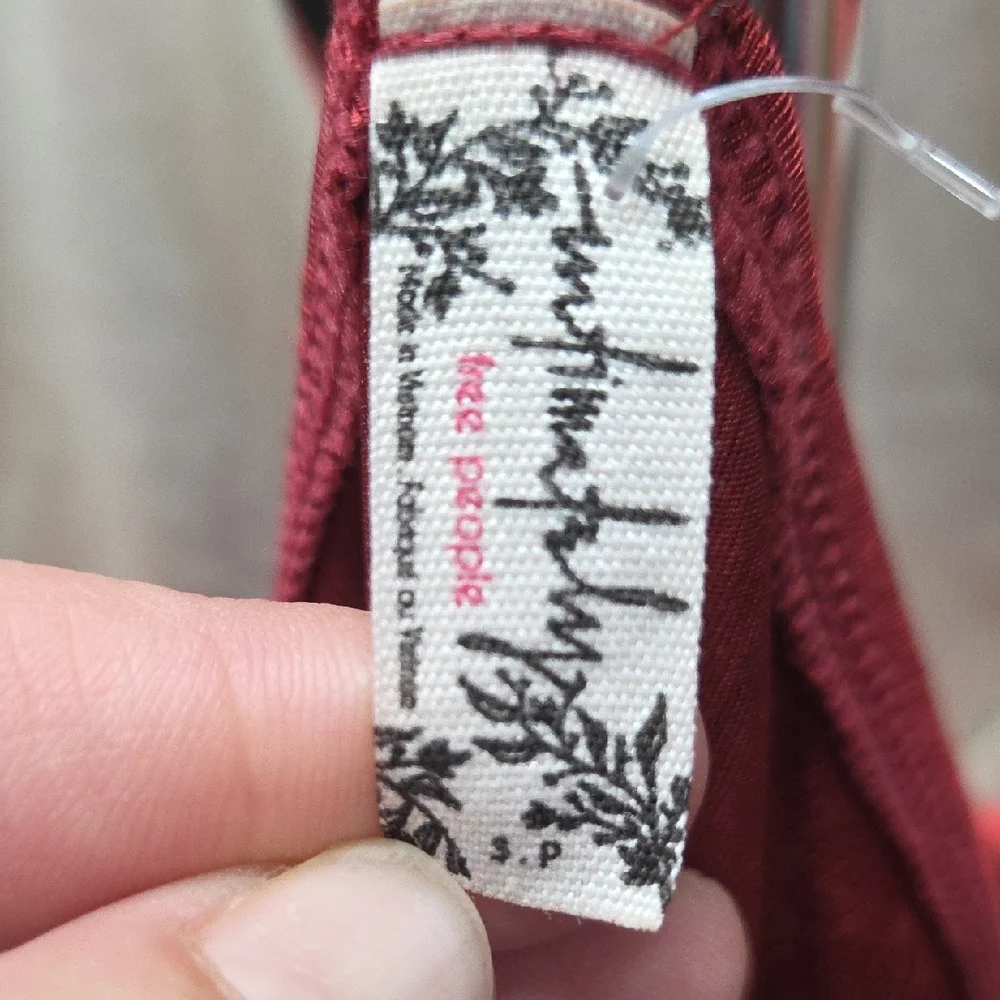 Intimately
free people
Made in Vietnam . Fabriqué au Vietnam
S.P